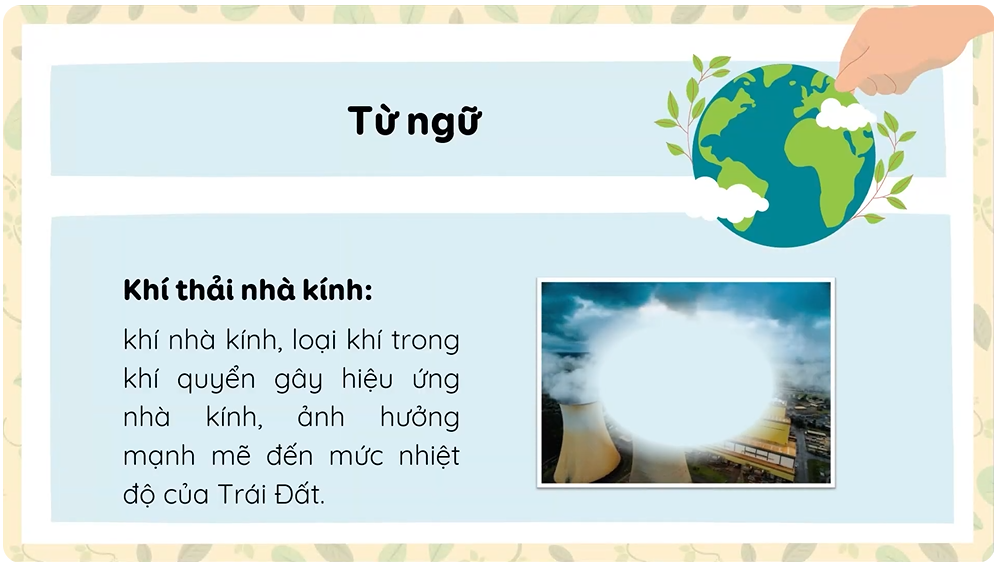 Từ ngữ
Khí thải nhà kính:
khí nhà kính, loại khí trong
khí quyển gây hiệu ứng
nhà kính, ảnh hưởng
mạnh mẽ đến mức nhiệt
độ của Trái Đất.